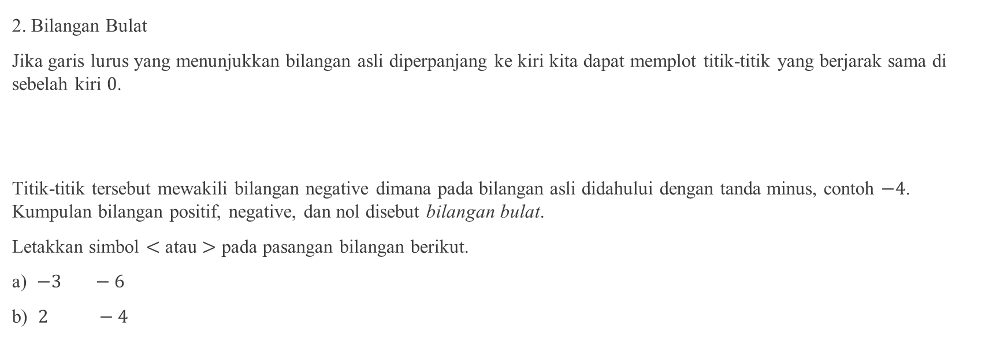 2. Bilangan Bulat
Jika garis lurus yang menunjukkan bilangan asli diperpanjang ke kiri kita dapat memplot titik-titik yang berjarak sama di
sebelah kiri 0.
Titik-titik tersebut mewakili bilangan negative dimana pada bilangan asli didahului dengan tanda minus, contoh −4.
Kumpulan bilangan positif, negative, dan nol disebut bilangan bulat.
Letakkan simbol < atau > pada pasangan bilangan berikut.
a) −3 − 6
b) 2 − 4